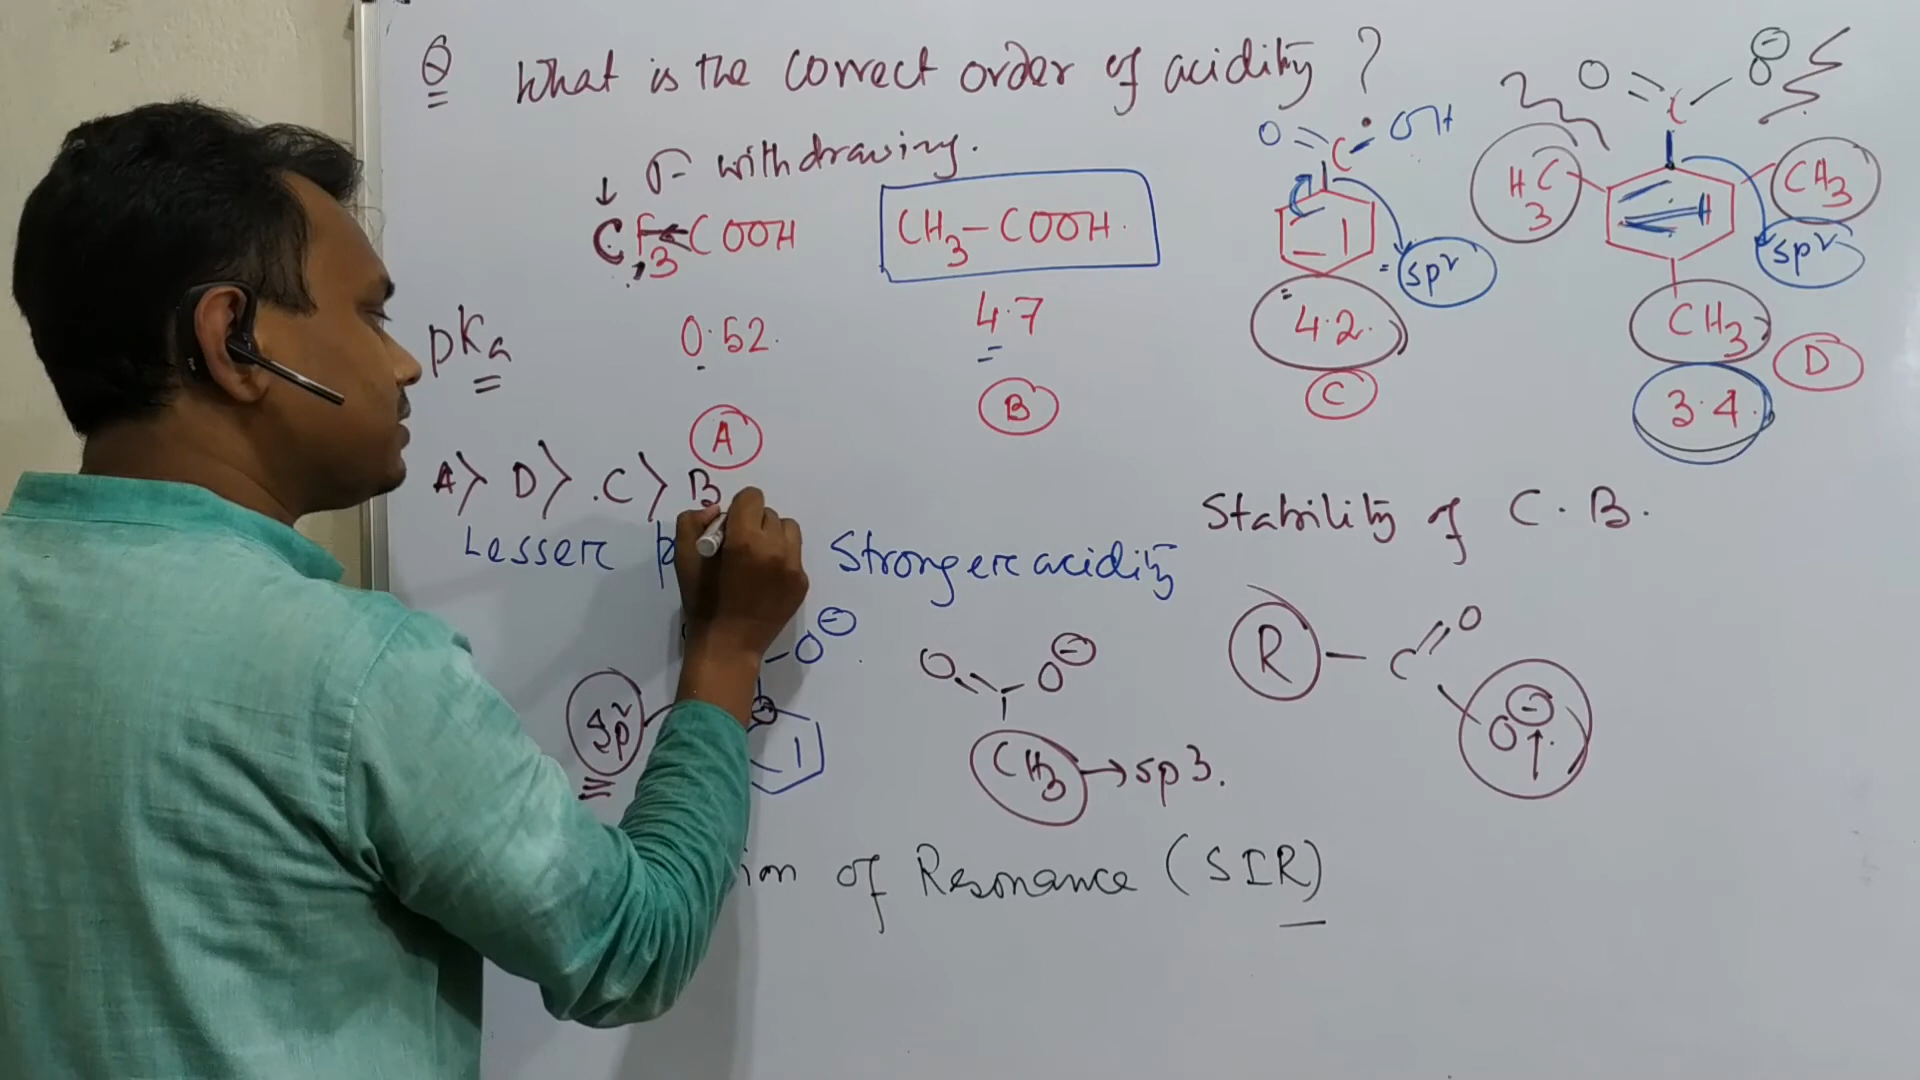 Q What is the correct order of acidity ?
↓ σ- withdrawing.
CF3-COOH
CH3-COOH.
O=C-OH
sp²
O=C-O⊖
H3C
CH3
sp²
CH3
pKa 0.52. 4.7 4.2. 3.4.
A B C D
A> D> .C> B
Lesser p Stronger acidity
Stability of C.B.
O⊖
sp²
O O⊖
CH3 → sp3.
R-C=O
O⊖↑.
ion of Resonance (SIR)